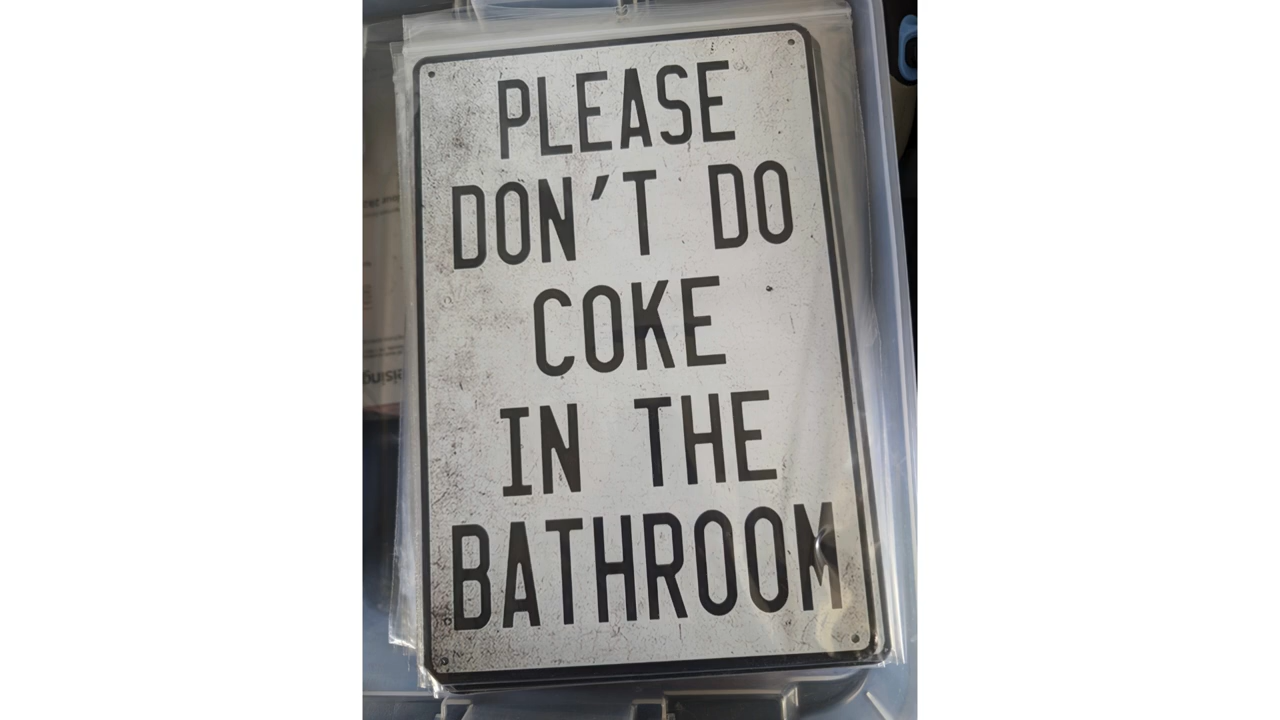 PLEASE
DON'T DO
COKE
IN THE
BATHROOM